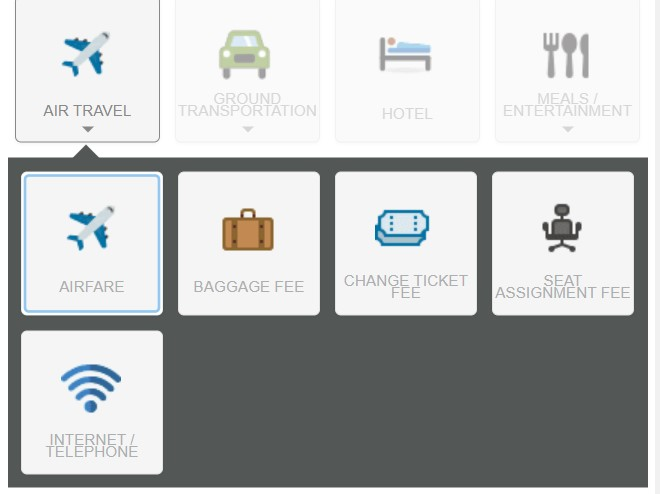 AIR TRAVEL
GROUND
TRANSPORTATION
HOTEL
MEALS /
ENTERTAINMENT
AIRFARE
BAGGAGE FEE
CHANGE TICKET
FEE
SEAT
ASSIGNMENT FEE
INTERNET /
TELEPHONE